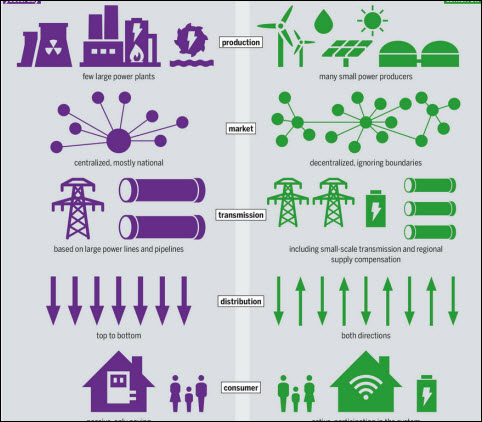 production
few large power plants
many small power producers
market
centralized, mostly national
decentralized, ignoring boundaries
transmission
based on large power lines and pipelines
including small-scale transmission and regional
supply compensation
distribution
top to bottom
both directions
consumer